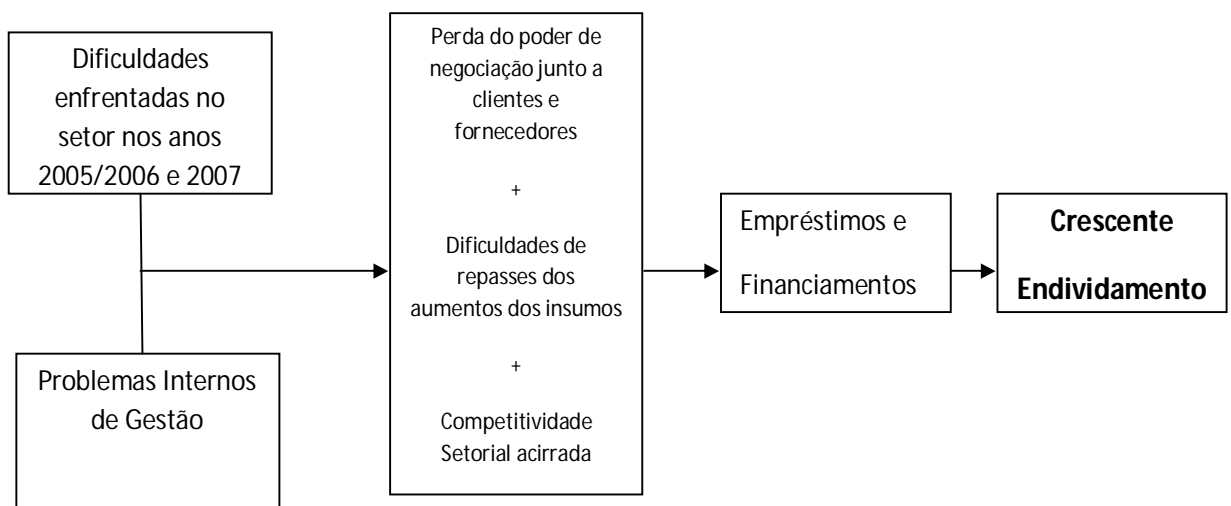 Dificuldades
enfrentadas no
setor nos anos
2005/2006 e 2007
Problemas Internos
de Gestão
Perda do poder de
negociação junto a
clientes e
fornecedores
+
Dificuldades de
repasses dos
aumentos dos insumos
+
Competitividade
Setorial acirrada
Empréstimos e
Financiamentos
Crescente
Endividamento